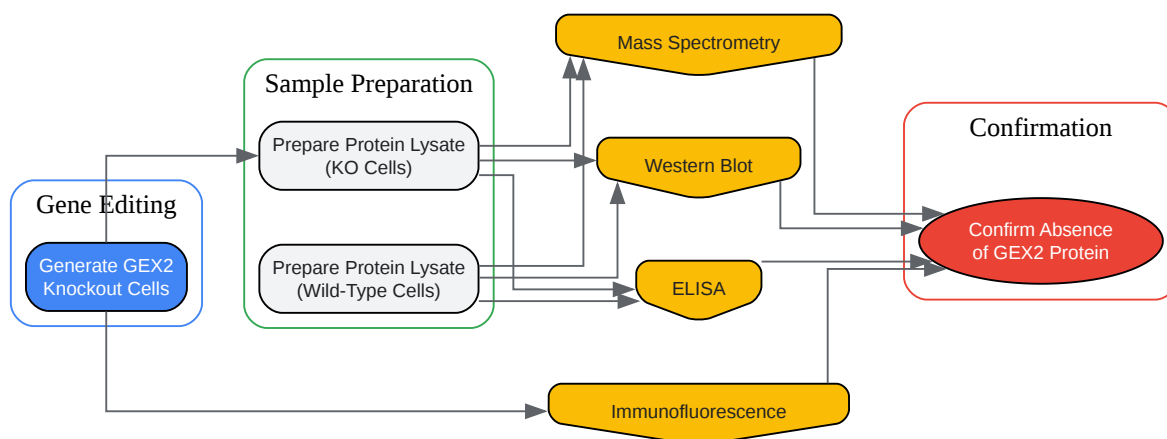 Mass Spectrometry
Sample Preparation
Prepare Protein Lysate
(KO Cells)
Western Blot
Confirmation
Gene Editing
Generate GEX2
Knockout Cells
Prepare Protein Lysate
(Wild-Type Cells)
ELISA
Confirm Absence
of GEX2 Protein
Immunofluorescence